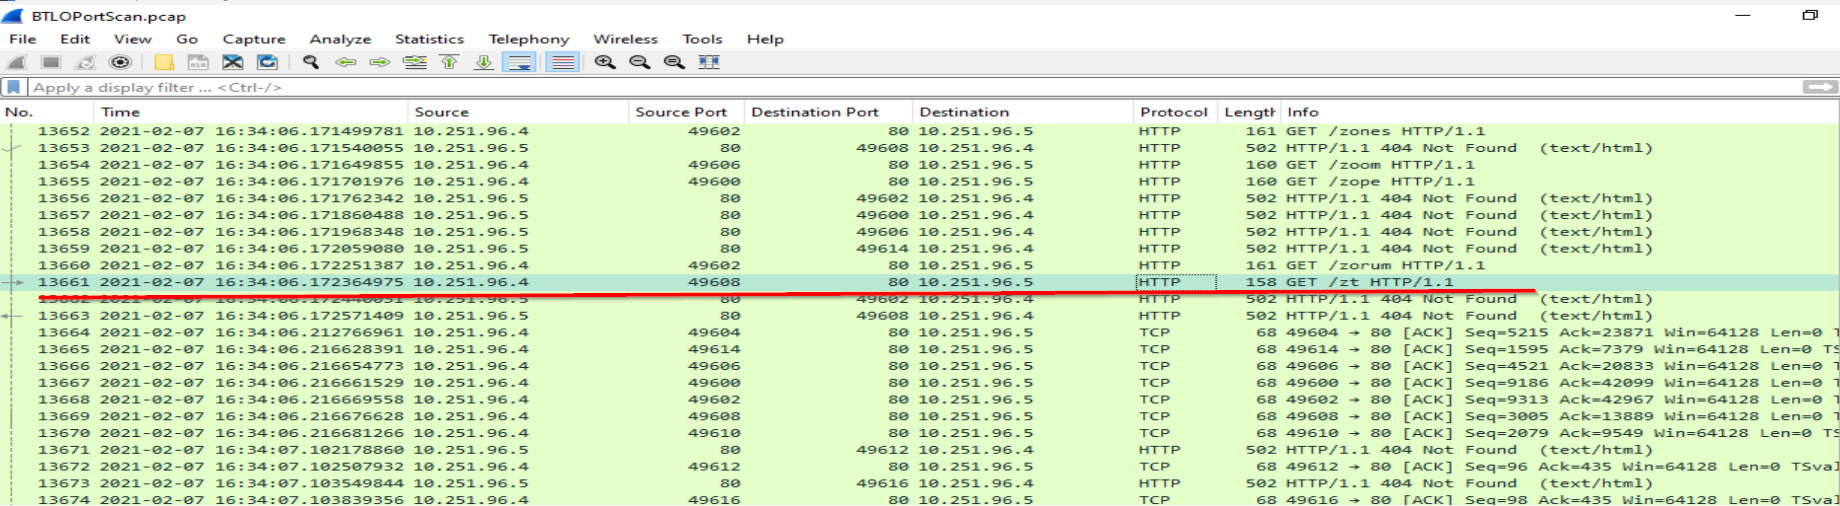 BTLOPortScan.pcap
File Edit View Go Capture Analyze Statistics Telephony Wireless Tools Help
Apply a display filter ... <Ctrl-/>
No. Time Source Source Port Destination Port Destination Protocol Length Info
13652 2021-02-07 16:34:06.171499781 10.251.96.4 49602 80 10.251.96.5 HTTP 161 GET /zones HTTP/1.1
13653 2021-02-07 16:34:06.171540055 10.251.96.5 80 49608 10.251.96.4 HTTP 502 HTTP/1.1 404 Not Found (text/html)
13654 2021-02-07 16:34:06.171649855 10.251.96.4 49606 80 10.251.96.5 HTTP 160 GET /zoom HTTP/1.1
13655 2021-02-07 16:34:06.171701976 10.251.96.4 49600 80 10.251.96.5 HTTP 160 GET /zope HTTP/1.1
13656 2021-02-07 16:34:06.171762342 10.251.96.5 80 49602 10.251.96.4 HTTP 502 HTTP/1.1 404 Not Found (text/html)
13657 2021-02-07 16:34:06.171860488 10.251.96.5 80 49600 10.251.96.4 HTTP 502 HTTP/1.1 404 Not Found (text/html)
13658 2021-02-07 16:34:06.171968348 10.251.96.5 80 49606 10.251.96.4 HTTP 502 HTTP/1.1 404 Not Found (text/html)
13659 2021-02-07 16:34:06.172059080 10.251.96.5 80 49614 10.251.96.4 HTTP 502 HTTP/1.1 404 Not Found (text/html)
13660 2021-02-07 16:34:06.172251387 10.251.96.4 49602 80 10.251.96.5 HTTP 161 GET /zorum HTTP/1.1
13661 2021-02-07 16:34:06.172364975 10.251.96.4 49608 80 10.251.96.5 HTTP 158 GET /zt HTTP/1.1
13662 2021-02-07 10.251.96.5 80 49602 10.251.96.4 HTTP 502 HTTP/1.1 404 Not Found (text/html)
13663 2021-02-07 16:34:06.172571409 10.251.96.5 80 49608 10.251.96.4 HTTP 502 HTTP/1.1 404 Not Found (text/html)
13664 2021-02-07 16:34:06.212766961 10.251.96.4 49604 80 10.251.96.5 TCP 68 49604 → 80 [ACK] Seq=5215 Ack=23871 Win=64128 Len=0 T
13665 2021-02-07 16:34:06.216628391 10.251.96.4 49614 80 10.251.96.5 TCP 68 49614 → 80 [ACK] Seq=1595 Ack=7379 Win=64128 Len=0 TS
13666 2021-02-07 16:34:06.216654773 10.251.96.4 49606 80 10.251.96.5 TCP 68 49606 → 80 [ACK] Seq=4521 Ack=20833 Win=64128 Len=0 T
13667 2021-02-07 16:34:06.216661529 10.251.96.4 49600 80 10.251.96.5 TCP 68 49600 → 80 [ACK] Seq=9186 Ack=42099 Win=64128 Len=0 T
13668 2021-02-07 16:34:06.216669558 10.251.96.4 49602 80 10.251.96.5 TCP 68 49602 → 80 [ACK] Seq=9313 Ack=42967 Win=64128 Len=0 T
13669 2021-02-07 16:34:06.216676628 10.251.96.4 49608 80 10.251.96.5 TCP 68 49608 → 80 [ACK] Seq=3005 Ack=13889 Win=64128 Len=0 T
13670 2021-02-07 16:34:06.216681266 10.251.96.4 49610 80 10.251.96.5 TCP 68 49610 → 80 [ACK] Seq=2079 Ack=9549 Win=64128 Len=0 TS
13671 2021-02-07 16:34:07.102178860 10.251.96.5 80 49612 10.251.96.4 HTTP 502 HTTP/1.1 404 Not Found (text/html)
13672 2021-02-07 16:34:07.102507932 10.251.96.4 49612 80 10.251.96.5 TCP 68 49612 → 80 [ACK] Seq=96 Ack=435 Win=64128 Len=0 TSval
13673 2021-02-07 16:34:07.103549844 10.251.96.5 80 49616 10.251.96.4 HTTP 502 HTTP/1.1 404 Not Found (text/html)
13674 2021-02-07 16:34:07.103839356 10.251.96.4 49616 80 10.251.96.5 TCP 68 49616 → 80 [ACK] Seq=98 Ack=435 Win=64128 Len=0 TSval